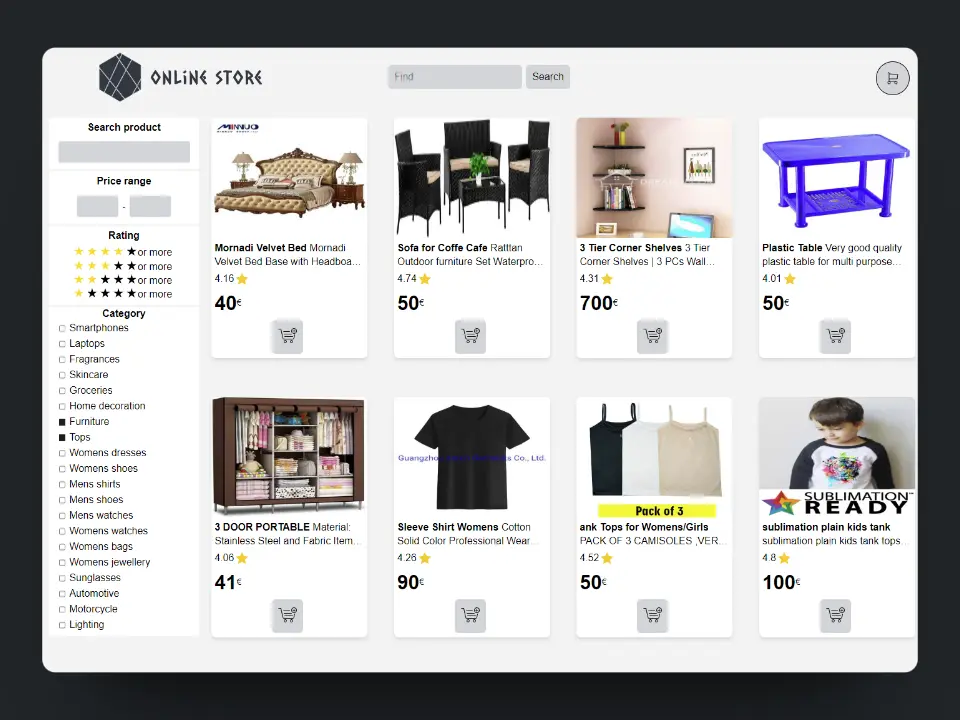 ONLINE STORE
Find
Search
Search product
Price range
-
Rating
or more
or more
or more
or more
Category
Smartphones
Laptops
Fragrances
Skincare
Groceries
Home decoration
Furniture
Tops
Womens dresses
Womens shoes
Mens shirts
Mens shoes
Mens watches
Womens watches
Womens bags
Womens jewellery
Sunglasses
Automotive
Motorcycle
Lighting
Mornadi Velvet Bed Mornadi
Velvet Bed Base with Headboa...
4.16
40€
Sofa for Coffe Cafe Rattan
Outdoor furniture Set Waterpro...
4.74
50€
3 Tier Corner Shelves 3 Tier
Corner Shelves | 3 PCs Wall...
4.31
700€
Plastic Table Very good quality
plastic table for multi purpose...
4.01
50€
3 DOOR PORTABLE Material:
Stainless Steel and Fabric Item...
4.06
41€
Guangzho
Co., Ltd.
Sleeve Shirt Womens Cotton
Solid Color Professional Wear...
4.26
90€
Pack of 3
ank Tops for Womens/Girls
PACK OF 3 CAMISOLES ,VER...
4.52
50€
SUBLIMATION™
READY
sublimation plain kids tank
sublimation plain kids tank tops...
4.8
100€